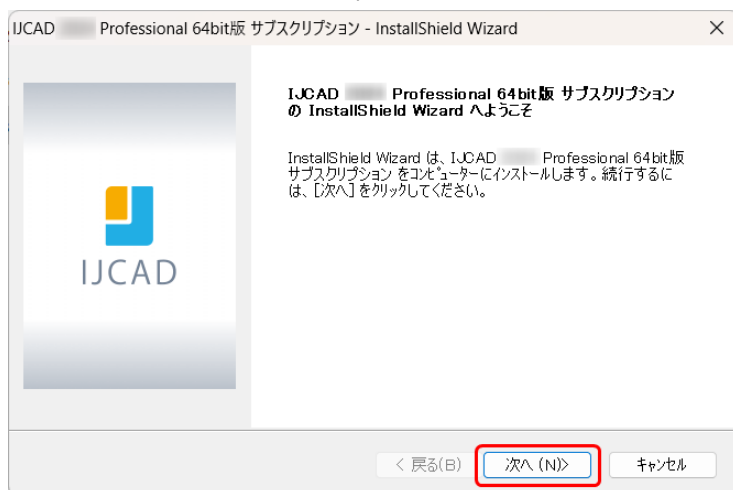 IJCAD Professional 64bit版 サブスクリプション - InstallShield Wizard
IJCAD Professional 64bit版 サブスクリプション
の InstallShield Wizard へようこそ
InstallShield Wizard は、IJCAD Professional 64bit版
サブスクリプション をコンピューターにインストールします。続行するに
は、[次へ] をクリックしてください。
IJCAD
< 戻る(B)
次へ (N)>
キャンセル